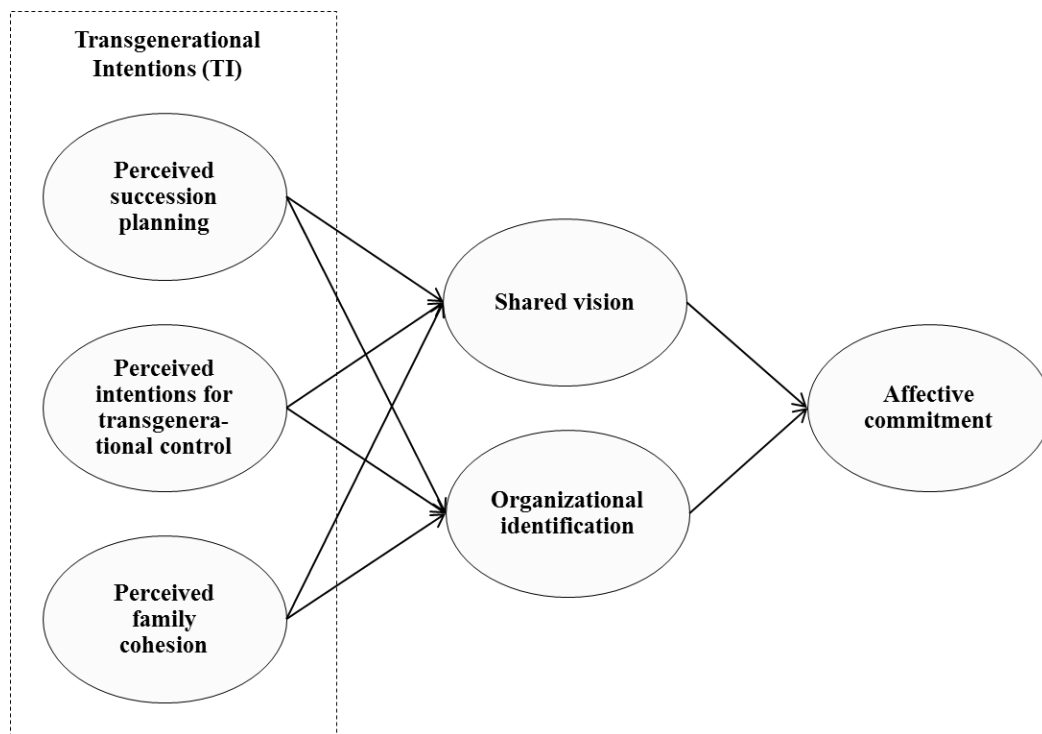 Transgenerational
Intentions (TI)
Perceived
succession
planning
Perceived
intentions for
transgenera-
tional control
Perceived
family
cohesion
Shared vision
Organizational
identification
Affective
commitment